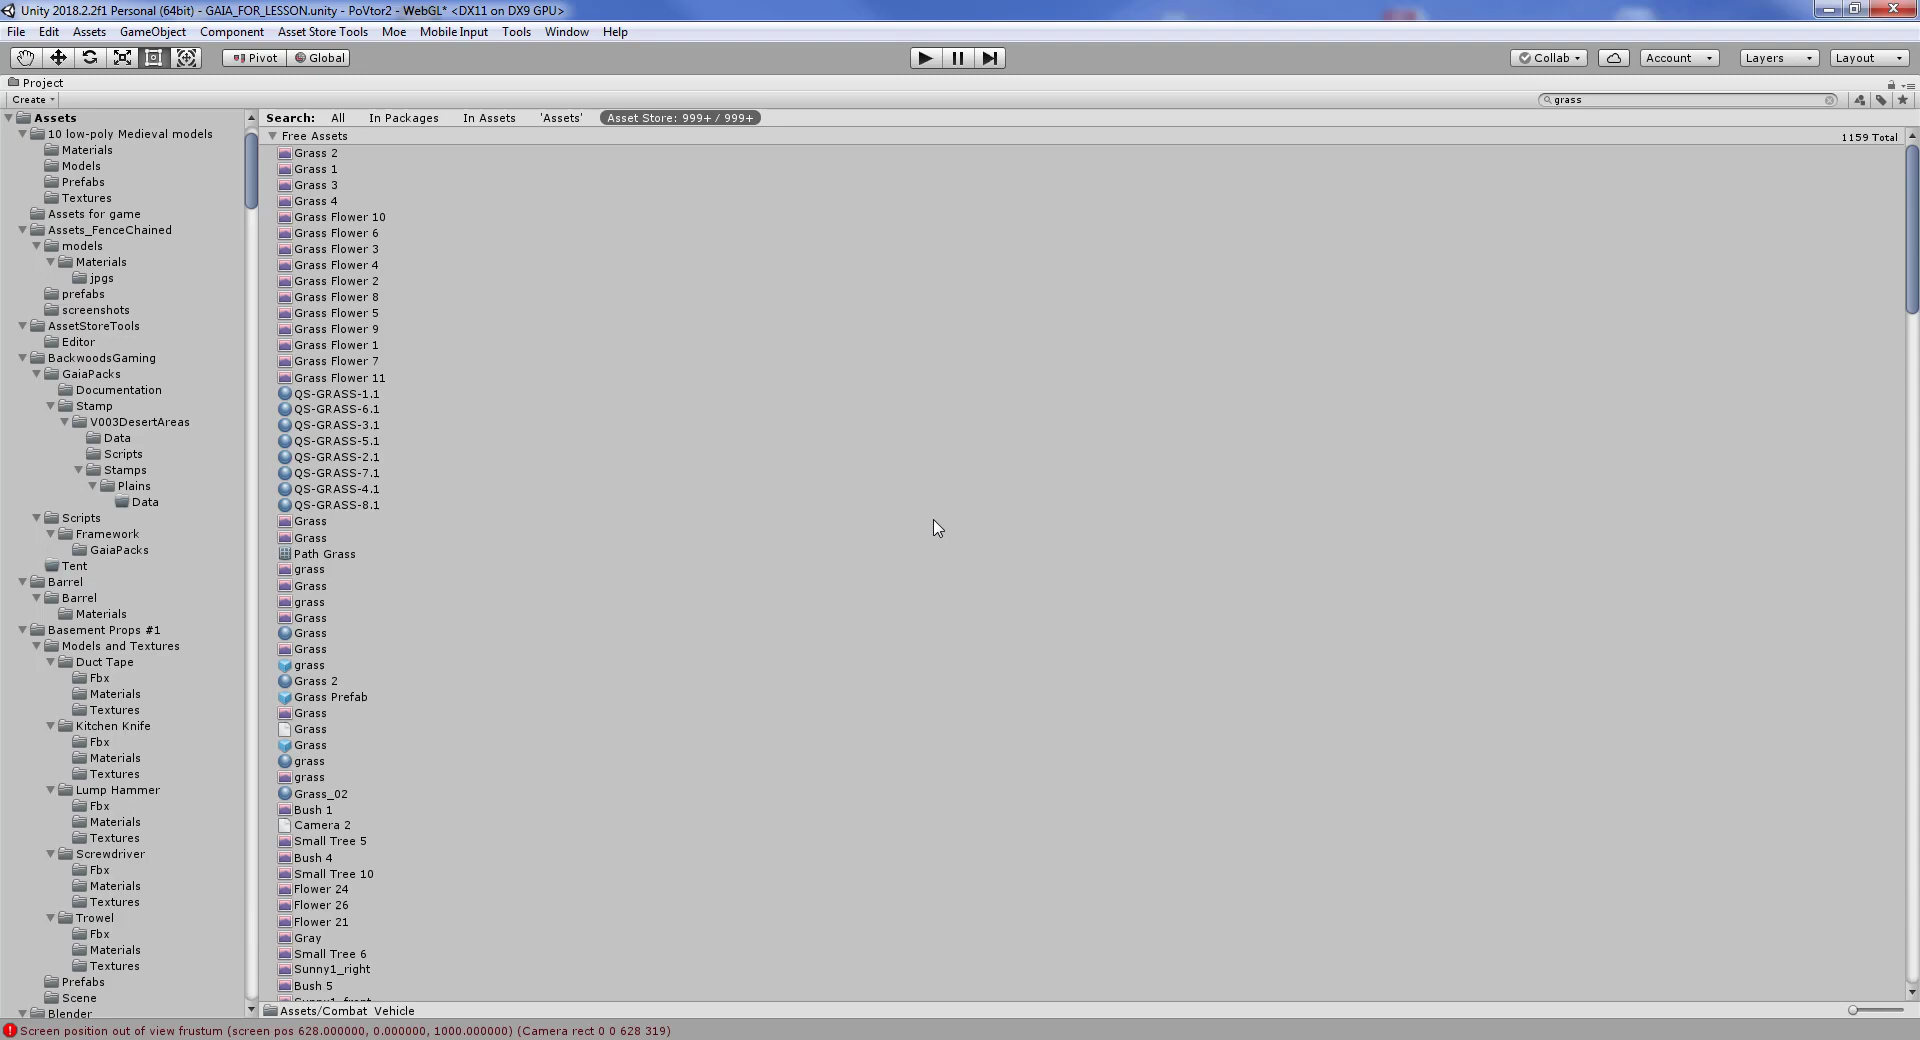 Unity 2018.2.2f1 Personal (64bit) - GAIA_FOR_LESSON.unity - PoVtor2 - WebGL* <DX11 on DX9 GPU>
File Edit Assets GameObject Component Asset Store Tools Moe Mobile Input Tools Window Help
Pivot Global Collab Account Layers Layout
Project
Create grass
Search: All In Packages In Assets 'Assets' Asset Store: 999+ / 999+
Free Assets 1159 Total
Assets
10 low-poly Medieval models
Materials
Models
Prefabs
Textures
Assets for game
Assets_FenceChained
models
Materials
jpgs
prefabs
screenshots
AssetStoreTools
Editor
BackwoodsGaming
GaiaPacks
Documentation
Stamp
V003DesertAreas
Data
Scripts
Stamps
Plains
Data
Scripts
Framework
GaiaPacks
Tent
Barrel
Barrel
Materials
Basement Props #1
Models and Textures
Duct Tape
Fbx
Materials
Textures
Kitchen Knife
Fbx
Materials
Textures
Lump Hammer
Fbx
Materials
Textures
Screwdriver
Fbx
Materials
Textures
Trowel
Fbx
Materials
Textures
Prefabs
Scene
Blender
Grass 2
Grass 1
Grass 3
Grass 4
Grass Flower 10
Grass Flower 6
Grass Flower 3
Grass Flower 4
Grass Flower 2
Grass Flower 8
Grass Flower 5
Grass Flower 9
Grass Flower 1
Grass Flower 7
Grass Flower 11
QS-GRASS-1.1
QS-GRASS-6.1
QS-GRASS-3.1
QS-GRASS-5.1
QS-GRASS-2.1
QS-GRASS-7.1
QS-GRASS-4.1
QS-GRASS-8.1
Grass
Grass
Path Grass
grass
Grass
grass
Grass
Grass
Grass
grass
Grass 2
Grass Prefab
Grass
Grass
Grass
grass
grass
Grass_02
Bush 1
Camera 2
Small Tree 5
Bush 4
Small Tree 10
Flower 24
Flower 26
Flower 21
Gray
Small Tree 6
Sunny1_right
Bush 5
Sunny1_front
Assets/Combat Vehicle
Screen position out of view frustum (screen pos 628.000000, 0.000000, 1000.000000) (Camera rect 0 0 628 319)